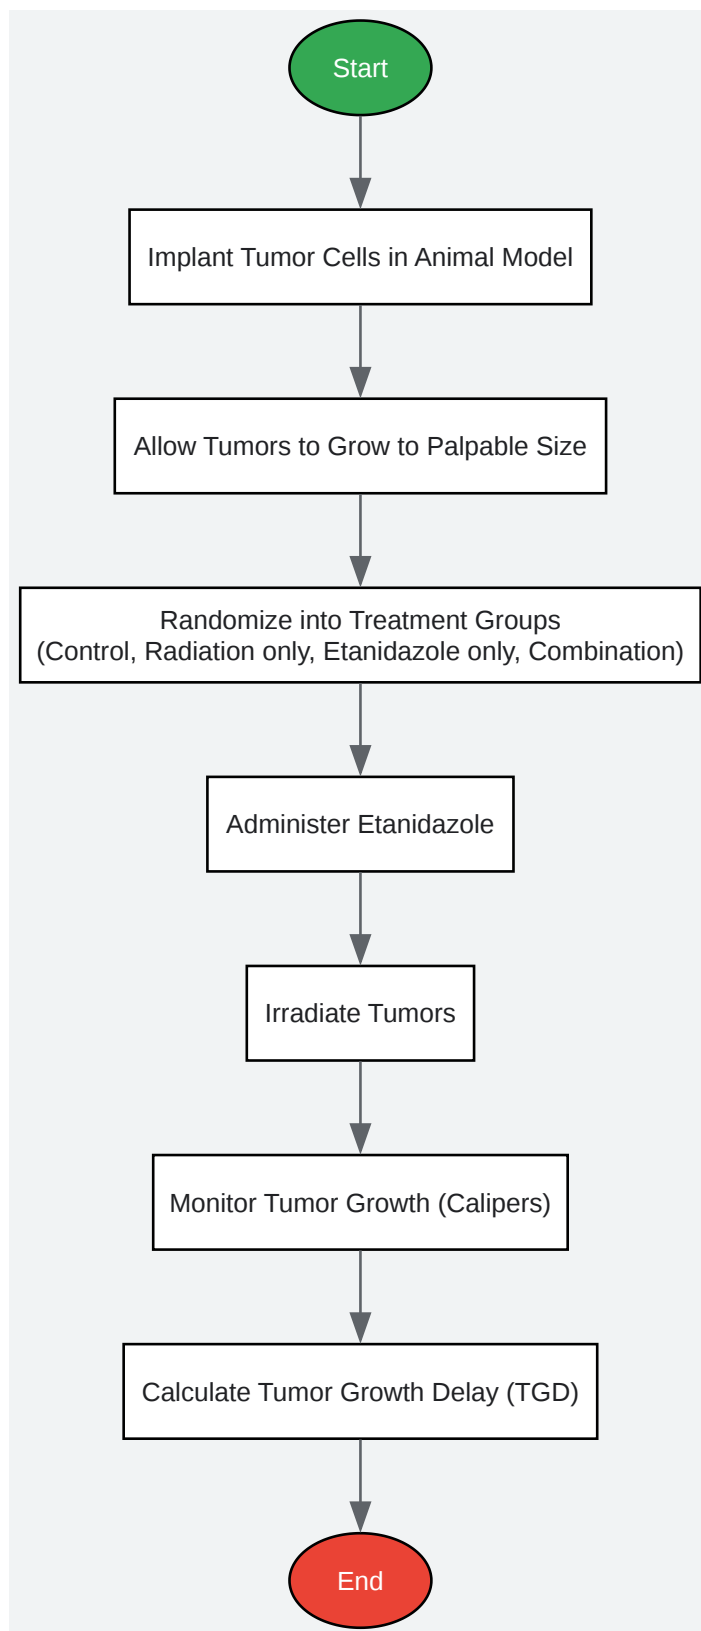 Start
Implant Tumor Cells in Animal Model
Allow Tumors to Grow to Palpable Size
Randomize into Treatment Groups
(Control, Radiation only, Etanidazole only, Combination)
Administer Etanidazole
Irradiate Tumors
Monitor Tumor Growth (Calipers)
Calculate Tumor Growth Delay (TGD)
End